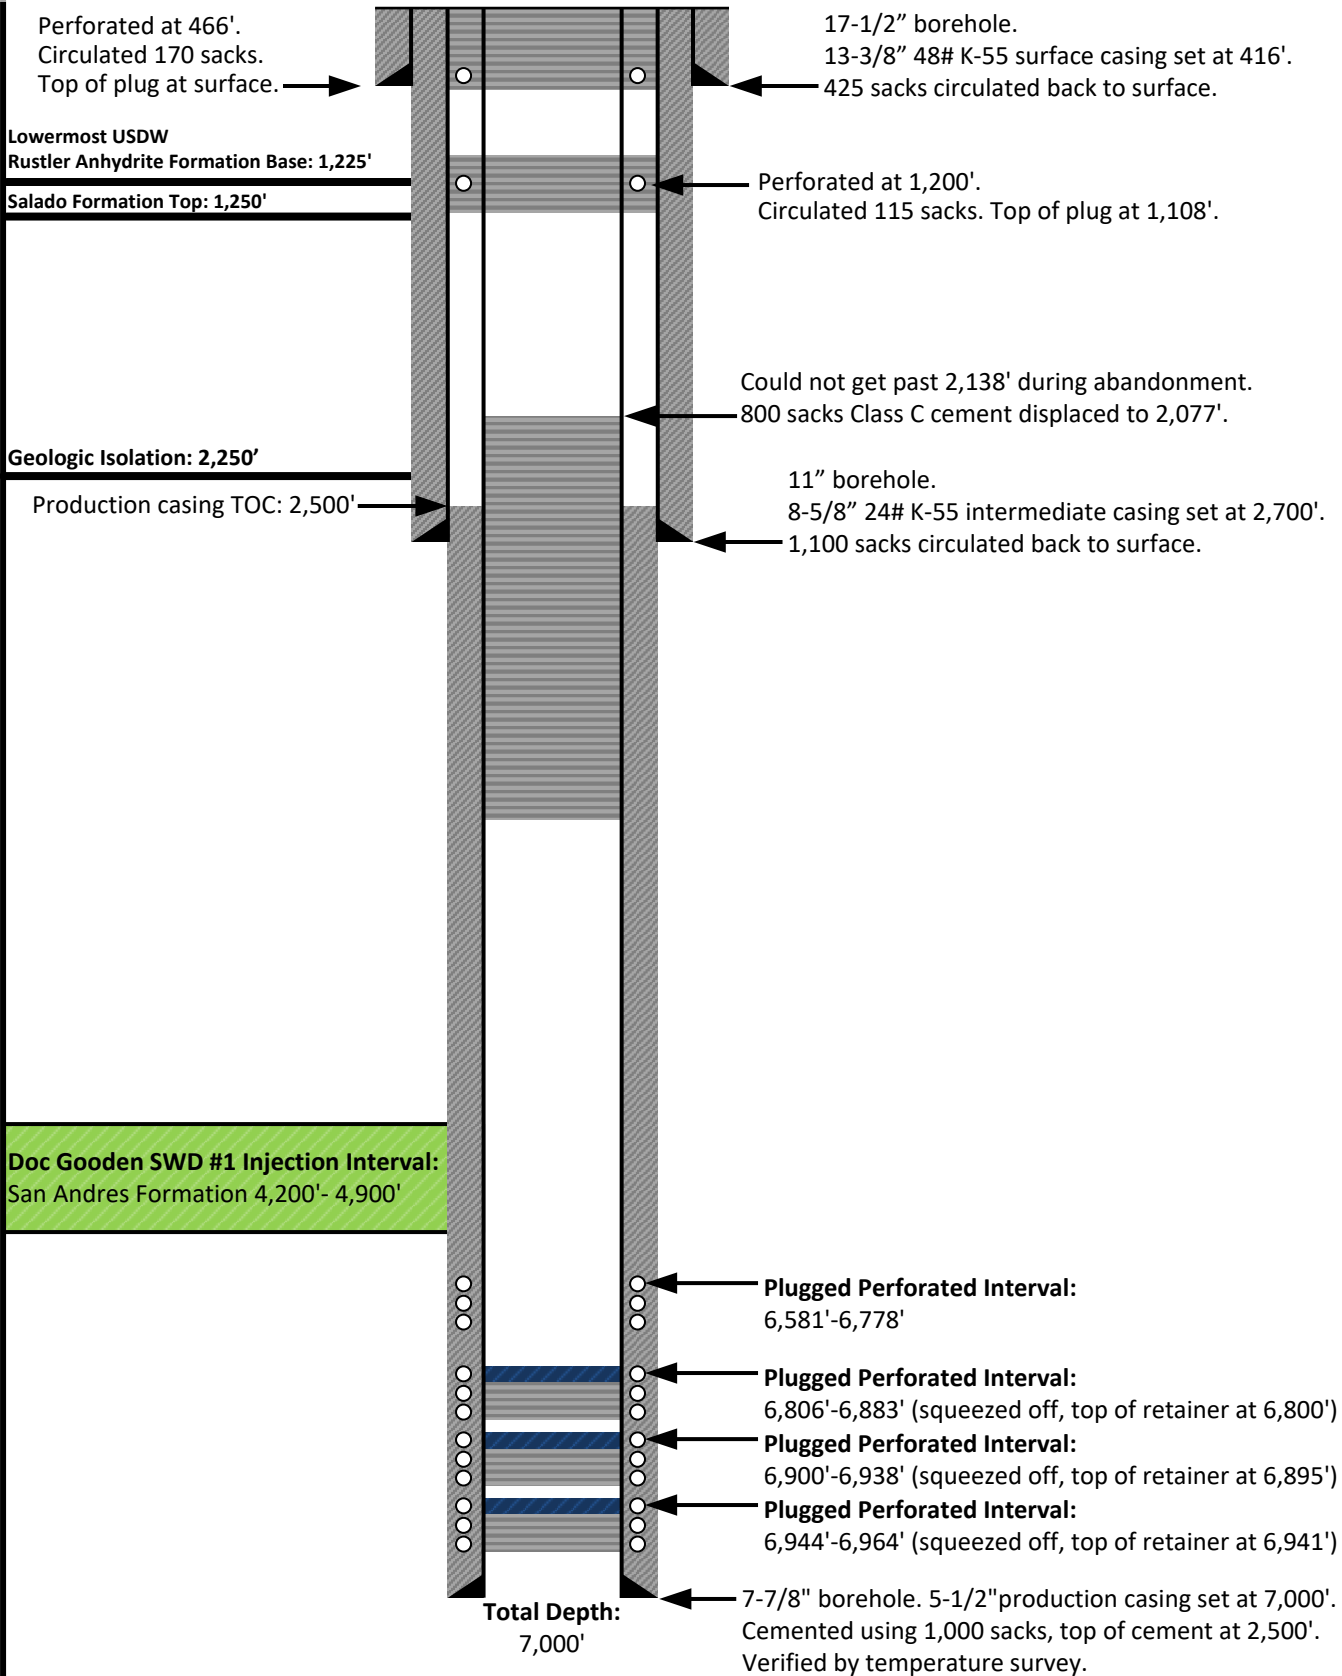 Perforated at 466'.
Circulated 170 sacks.
Top of plug at surface.
17-1/2” borehole.
13-3/8” 48# K-55 surface casing set at 416'.
425 sacks circulated back to surface.
Lowermost USDW
Rustler Anhydrite Formation Base: 1,225'
Salado Formation Top: 1,250'
Perforated at 1,200'.
Circulated 115 sacks. Top of plug at 1,108'.
Could not get past 2,138' during abandonment.
800 sacks Class C cement displaced to 2,077'.
Geologic Isolation: 2,250’
Production casing TOC: 2,500'
11” borehole.
8-5/8” 24# K-55 intermediate casing set at 2,700'.
1,100 sacks circulated back to surface.
Doc Gooden SWD #1 Injection Interval:
San Andres Formation 4,200'- 4,900'
Plugged Perforated Interval:
6,581'-6,778'
Plugged Perforated Interval:
6,806'-6,883' (squeezed off, top of retainer at 6,800')
Plugged Perforated Interval:
6,900'-6,938' (squeezed off, top of retainer at 6,895')
Plugged Perforated Interval:
6,944'-6,964' (squeezed off, top of retainer at 6,941')
Total Depth:
7,000'
7-7/8" borehole. 5-1/2"production casing set at 7,000'.
Cemented using 1,000 sacks, top of cement at 2,500'.
Verified by temperature survey.